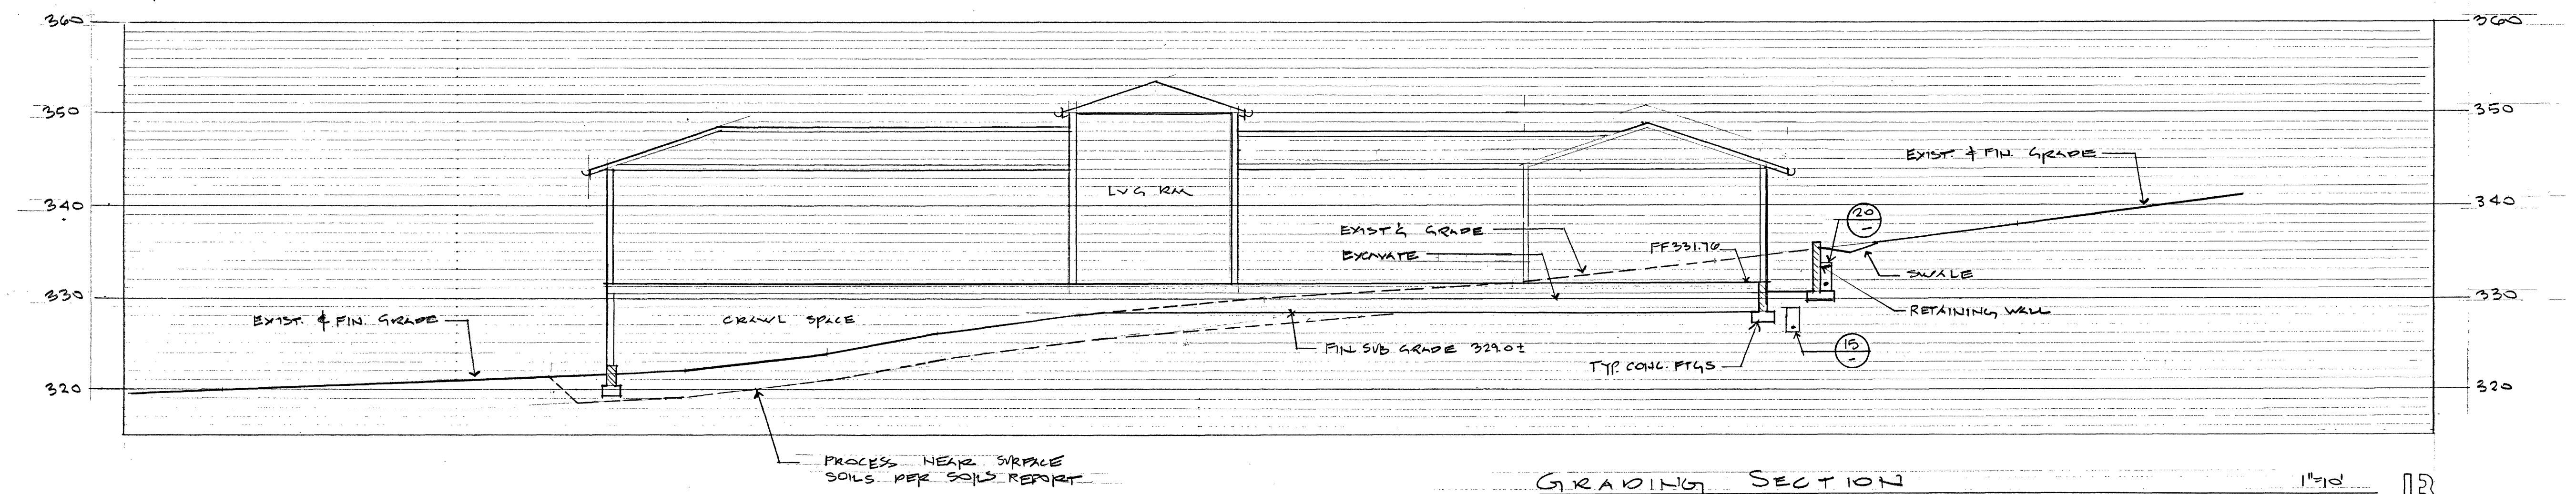 360
360
350
350
EXIST. & FIN. GRADE
LVG RM
340
340
20
-
EXIST'G GRADE
FF 331.76
EXCAVATE
SWALE
330
330
EXIST. & FIN. GRADE
CRAWL SPACE
RETAINING WALL
FIN. SUB GRADE 329.0±
15
-
TYP. CONC. FTGS
320
320
PROCESS NEAR SURFACE
SOILS PER SOILS REPORT
GRADING SECTION
1"=10'